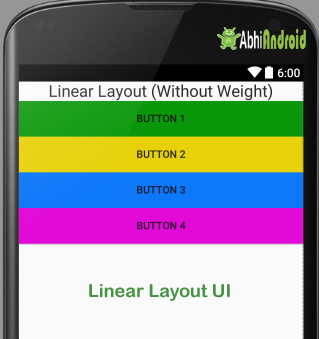 AbhiAndroid
6:00
Linear Layout (Without Weight)
BUTTON 1
BUTTON 2
BUTTON 3
BUTTON 4
Linear Layout UI